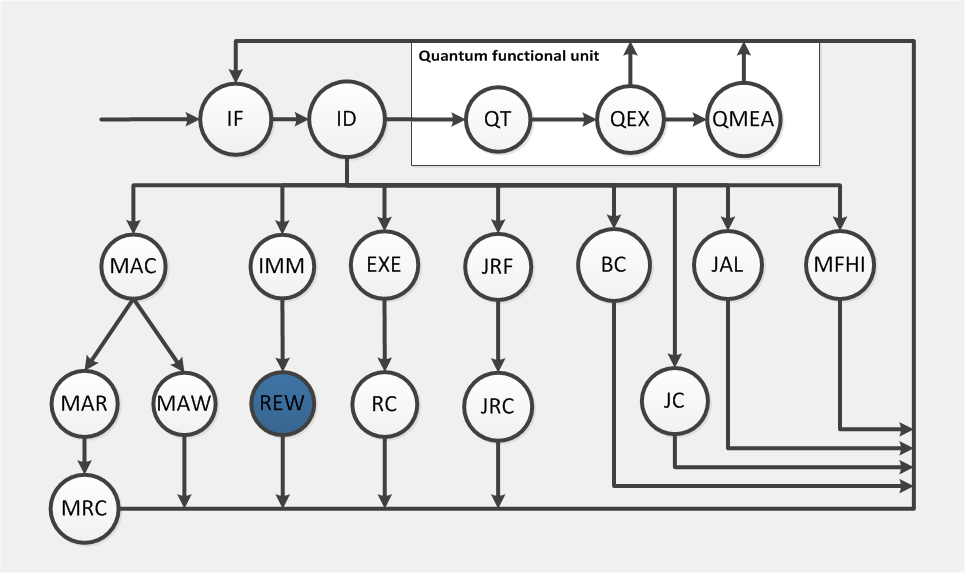 Quantum functional unit
IF
ID
QT
QEX
QMEA
MAC
IMM
EXE
JRF
BC
JAL
MFHI
MAR
MAW
REW
RC
JRC
JC
MRC